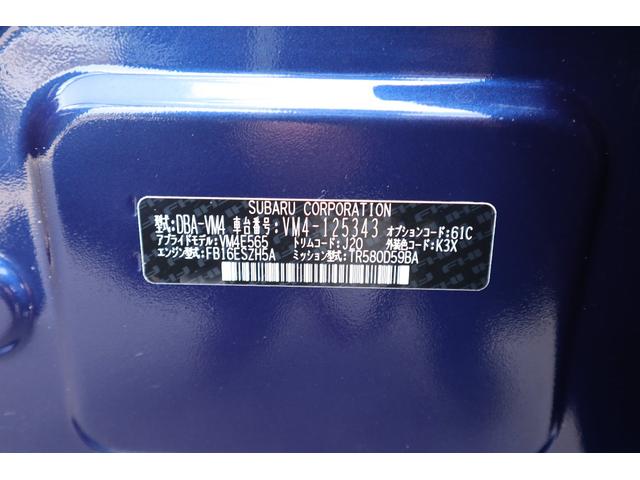 SUBARU CORPORATION
型式:DBA-VM4 車台番号:VM4-125343 オプションコード:61C
アプライドモデル:VM4E56S トリムコード:J20 外装色コード:K3X
エンジン型式:FB16ESZH5A ミッション型式:TR580D59BA